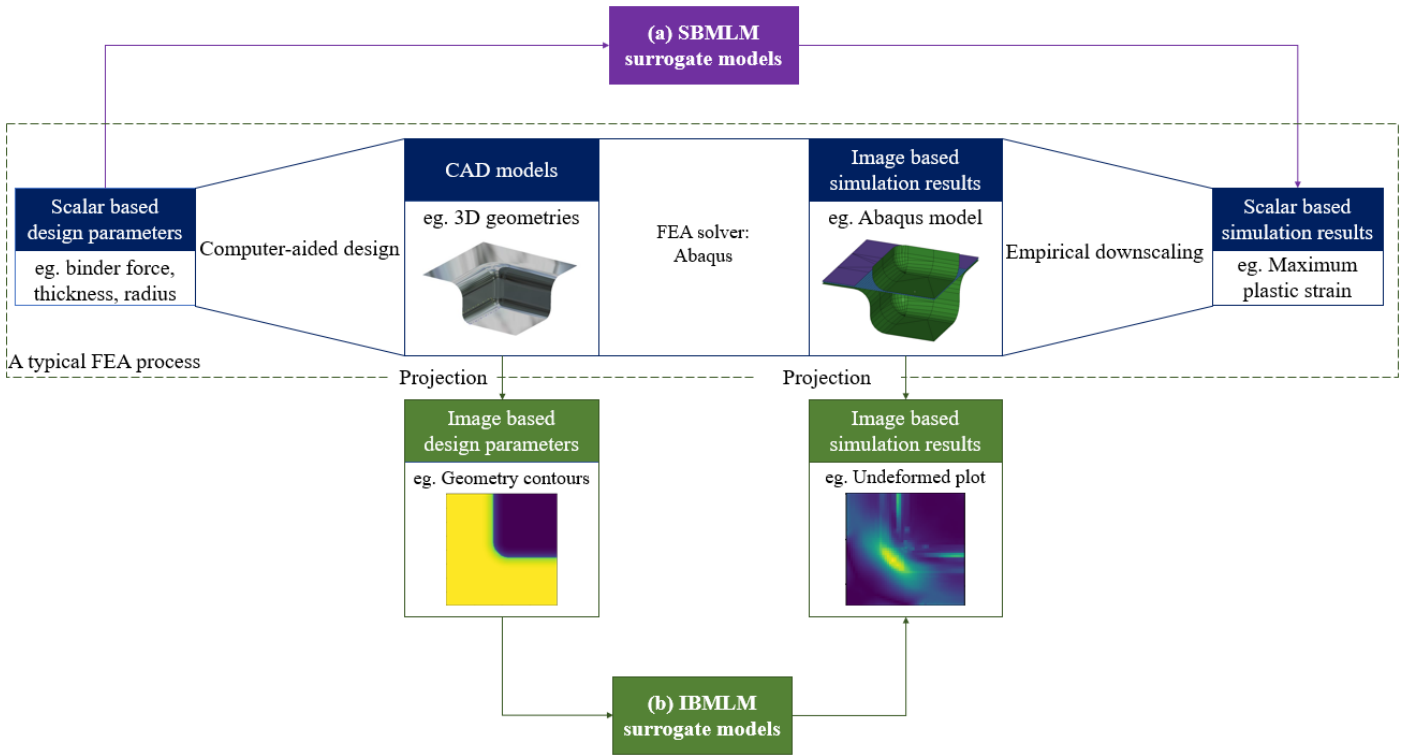 (a) SBMLM
surrogate models
Scalar based
design parameters
eg. binder force,
thickness, radius
Computer-aided design
CAD models
eg. 3D geometries
FEA solver:
Abaqus
Image based
simulation results
eg. Abaqus model
Empirical downscaling
Scalar based
simulation results
eg. Maximum
plastic strain
A typical FEA process
Projection
Projection
Image based
design parameters
eg. Geometry contours
Image based
simulation results
eg. Undeformed plot
(b) IBMLM
surrogate models